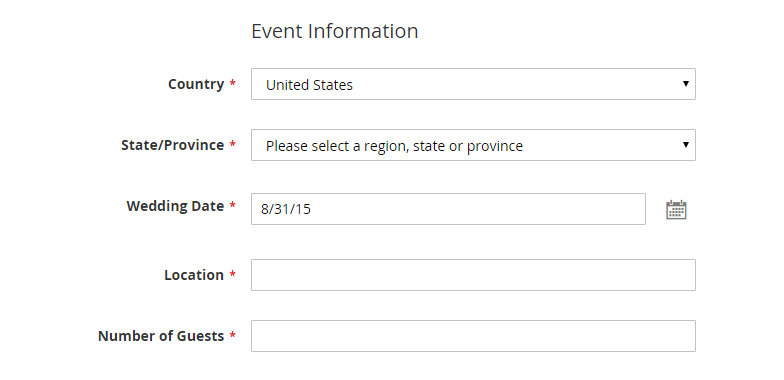 Event Information
Country *
United States
State/Province *
Please select a region, state or province
Wedding Date *
8/31/15
Location *
Number of Guests *